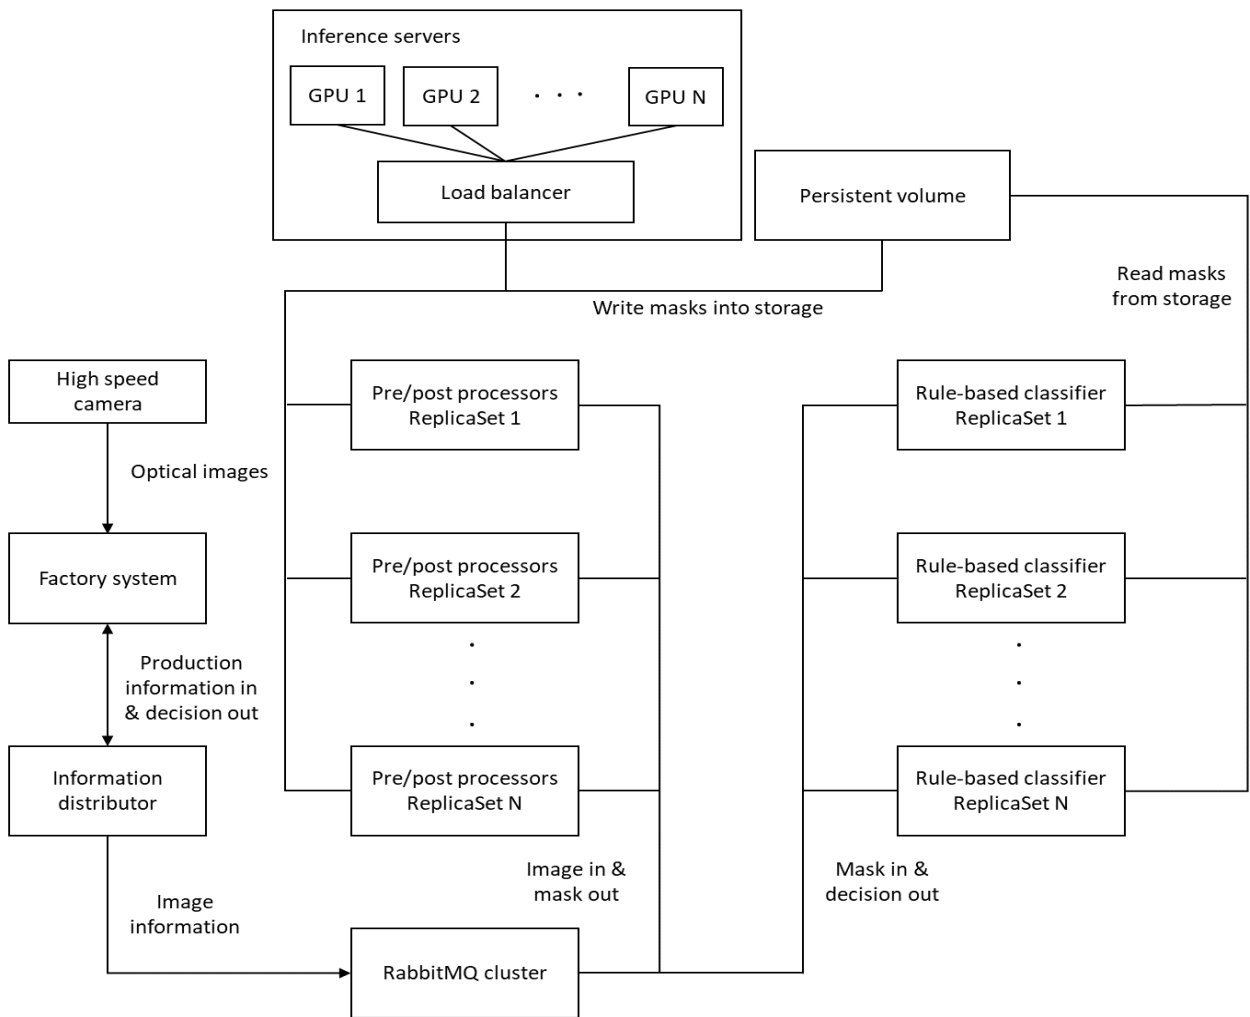 Inference servers
GPU 1
GPU 2
. . .
GPU N
Load balancer
Persistent volume
Write masks into storage
Read masks
from storage
High speed
camera
Optical images
Factory system
Production
information in
& decision out
Information
distributor
Image
information
Pre/post processors
ReplicaSet 1
Pre/post processors
ReplicaSet 2
.
.
.
Pre/post processors
ReplicaSet N
Image in &
mask out
RabbitMQ cluster
Rule-based classifier
ReplicaSet 1
Rule-based classifier
ReplicaSet 2
.
.
.
Rule-based classifier
ReplicaSet N
Mask in &
decision out